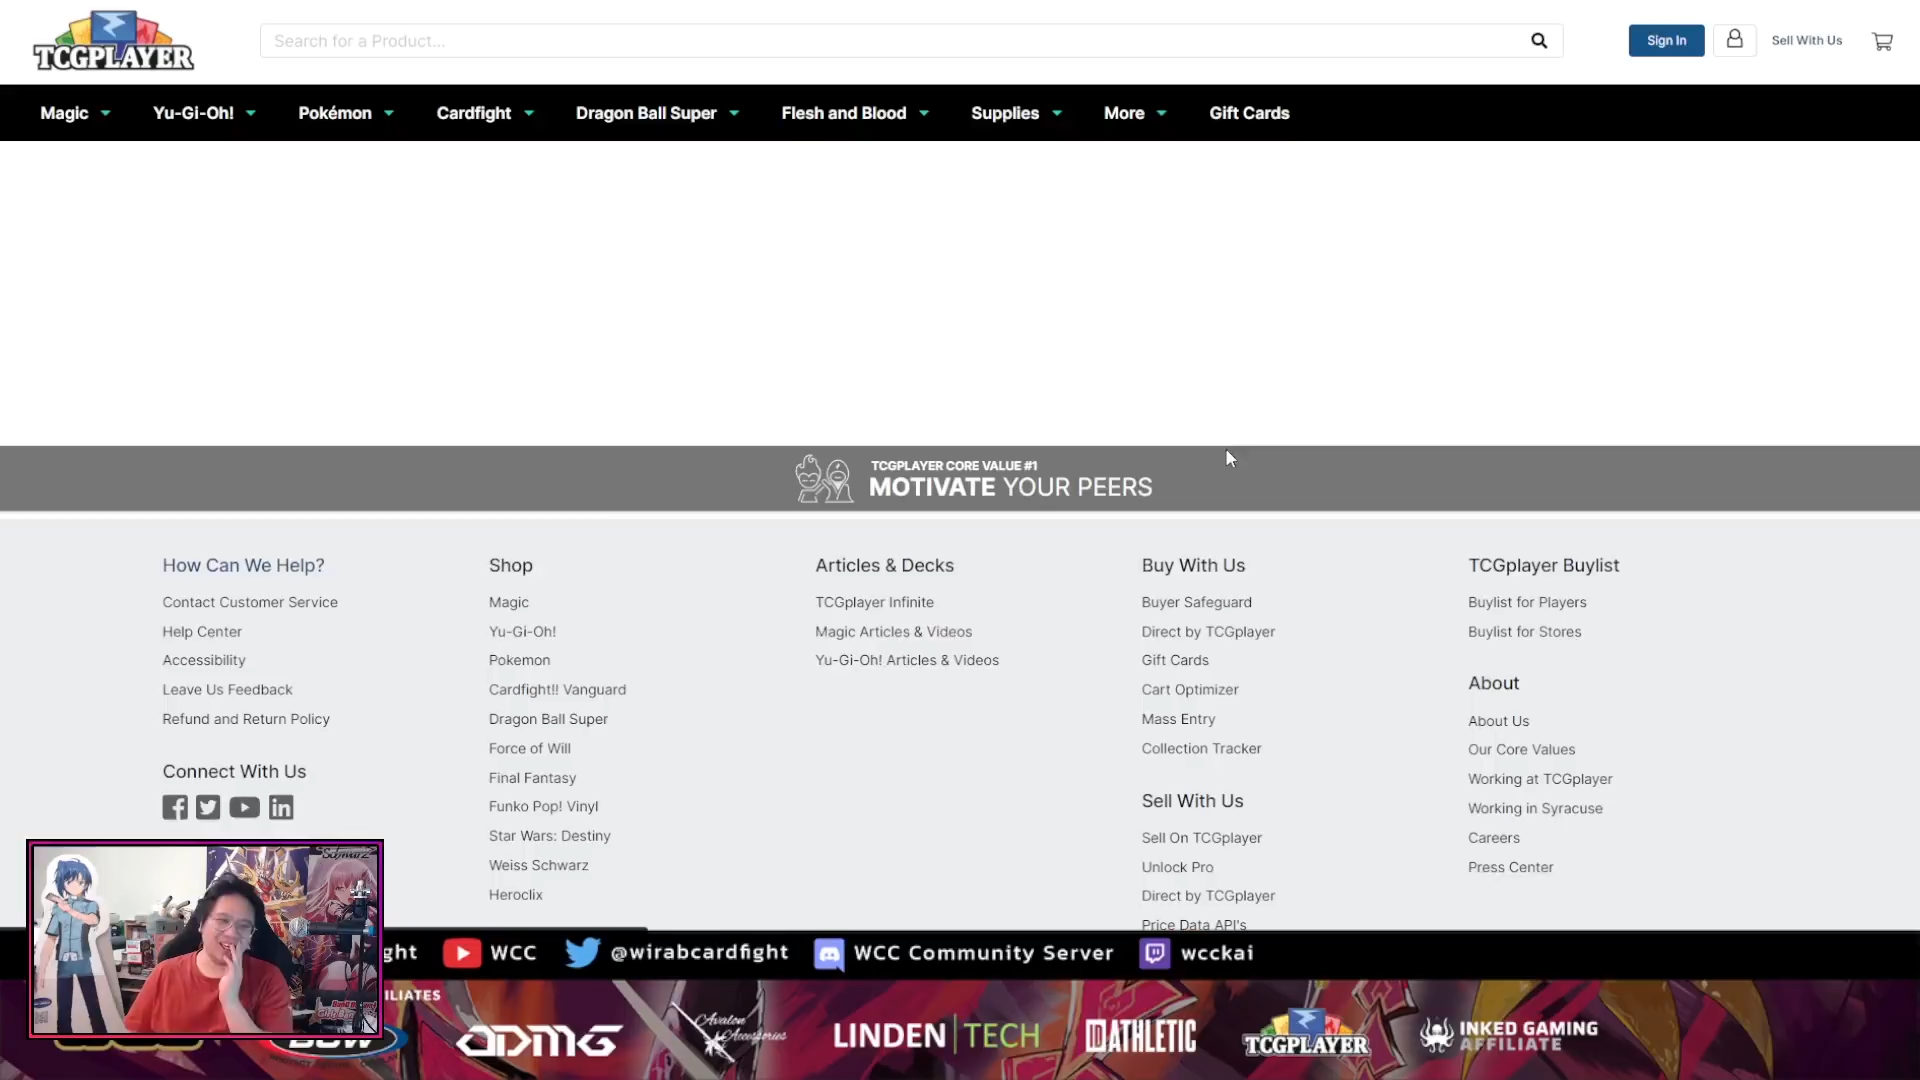 TCGPLAYER
Search for a Product...
Sign In
Sell With Us
Magic
Yu-Gi-Oh!
Pokémon
Cardfight
Dragon Ball Super
Flesh and Blood
Supplies
More
Gift Cards
TCGPLAYER CORE VALUE #1
MOTIVATE YOUR PEERS
How Can We Help?
Contact Customer Service
Help Center
Accessibility
Leave Us Feedback
Refund and Return Policy
Connect With Us
Shop
Magic
Yu-Gi-Oh!
Pokemon
Cardfight!! Vanguard
Dragon Ball Super
Force of Will
Final Fantasy
Funko Pop! Vinyl
Star Wars: Destiny
Weiss Schwarz
Heroclix
Articles & Decks
TCGplayer Infinite
Magic Articles & Videos
Yu-Gi-Oh! Articles & Videos
Buy With Us
Buyer Safeguard
Direct by TCGplayer
Gift Cards
Cart Optimizer
Mass Entry
Collection Tracker
Sell With Us
Sell On TCGplayer
Unlock Pro
Direct by TCGplayer
Price Data API's
TCGplayer Buylist
Buylist for Players
Buylist for Stores
About
About Us
Our Core Values
Working at TCGplayer
Working in Syracuse
Careers
Press Center
Schwarz
ght
WCC
@wirabcardfight
WCC Community Server
wcckai
ILIATES
BCW
ADMG
Avalon Accessories
LINDEN | TECH
DATHLETIC
TCGPLAYER
INKED GAMING
AFFILIATE